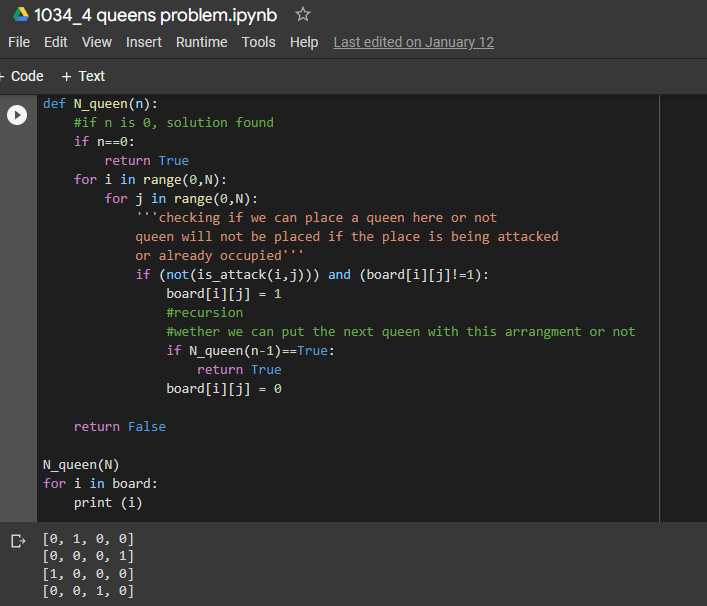 1034_4 queens problem.ipynb
File Edit View Insert Runtime Tools Help Last edited on January 12
+ Code + Text
def N_queen(n):
    #if n is 0, solution found
    if n==0:
        return True
    for i in range(0,N):
        for j in range(0,N):
            '''checking if we can place a queen here or not
            queen will not be placed if the place is being attacked
            or already occupied'''
            if (not(is_attack(i,j))) and (board[i][j]!=1):
                board[i][j] = 1
                #recursion
                #wether we can put the next queen with this arrangment or not
                if N_queen(n-1)==True:
                    return True
                board[i][j] = 0
    return False
N_queen(N)
for i in board:
    print (i)
[0, 1, 0, 0]
[0, 0, 0, 1]
[1, 0, 0, 0]
[0, 0, 1, 0]